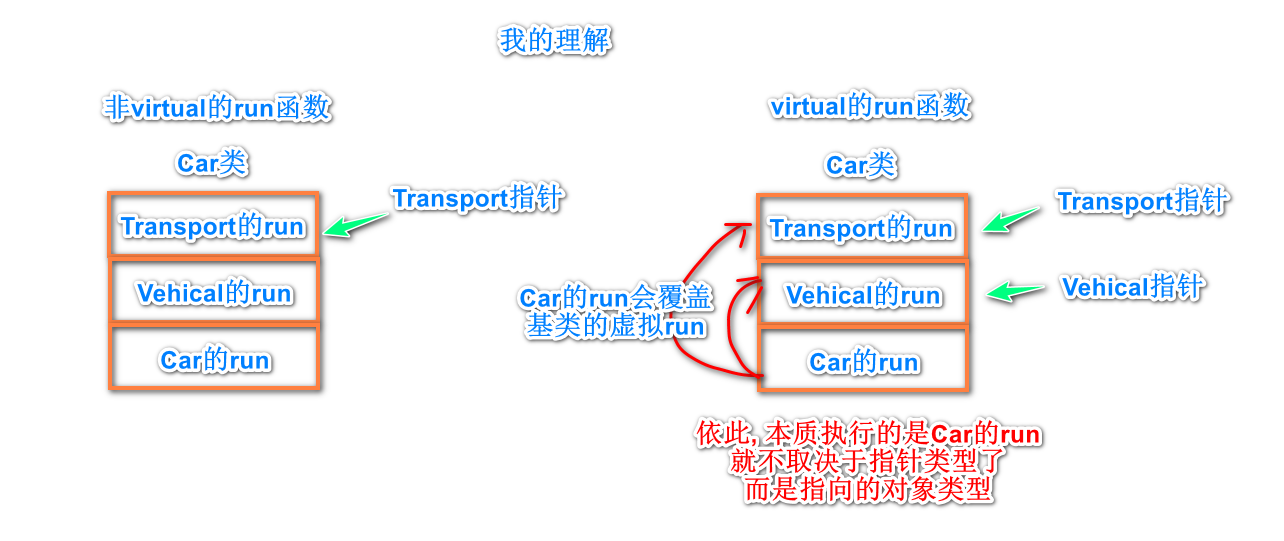 我的理解
非virtual的run函数
Car类
Transport的run
Vehical的run
Car的run
Transport指针
virtual的run函数
Car类
Transport的run
Vehical的run
Car的run
Transport指针
Vehical指针
Car的run会覆盖
基类的虚拟run
依此, 本质执行的是Car的run
就不取决于指针类型了
而是指向的对象类型